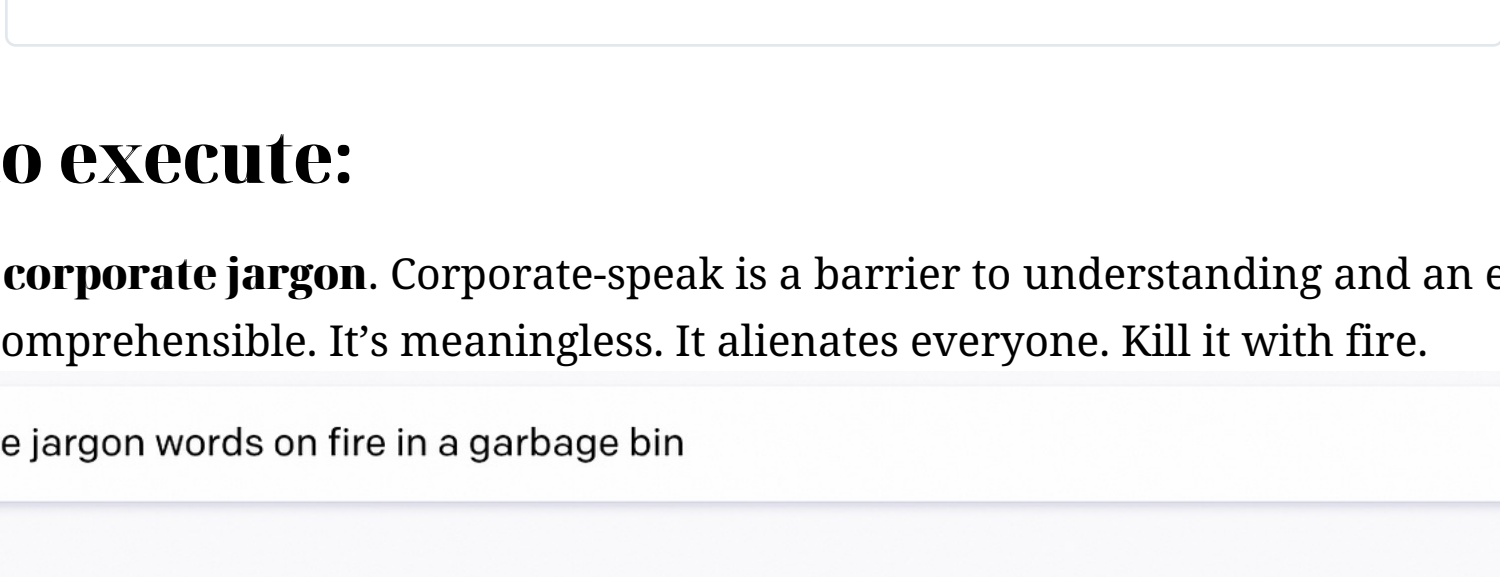 o execute:
corporate jargon. Corporate-speak is a barrier to understanding and an
omprehensible. It’s meaningless. It alienates everyone. Kill it with fire.
e jargon words on fire in a garbage bin